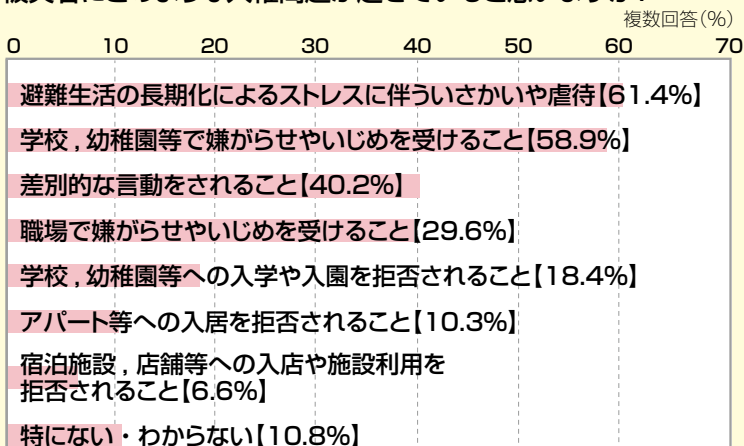 複数回答(%)
0 10 20 30 40 50 60 70
避難生活の長期化によるストレスに伴ういさかいや虐待【61.4%】
学校,幼稚園等で嫌がらせやいじめを受けること【58.9%】
差別的な言動をされること【40.2%】
職場で嫌がらせやいじめを受けること【29.6%】
学校,幼稚園等への入学や入園を拒否されること【18.4%】
アパート等への入居を拒否されること【10.3%】
宿泊施設,店舗等への入店や施設利用を
拒否されること【6.6%】
特にない・わからない【10.8%】